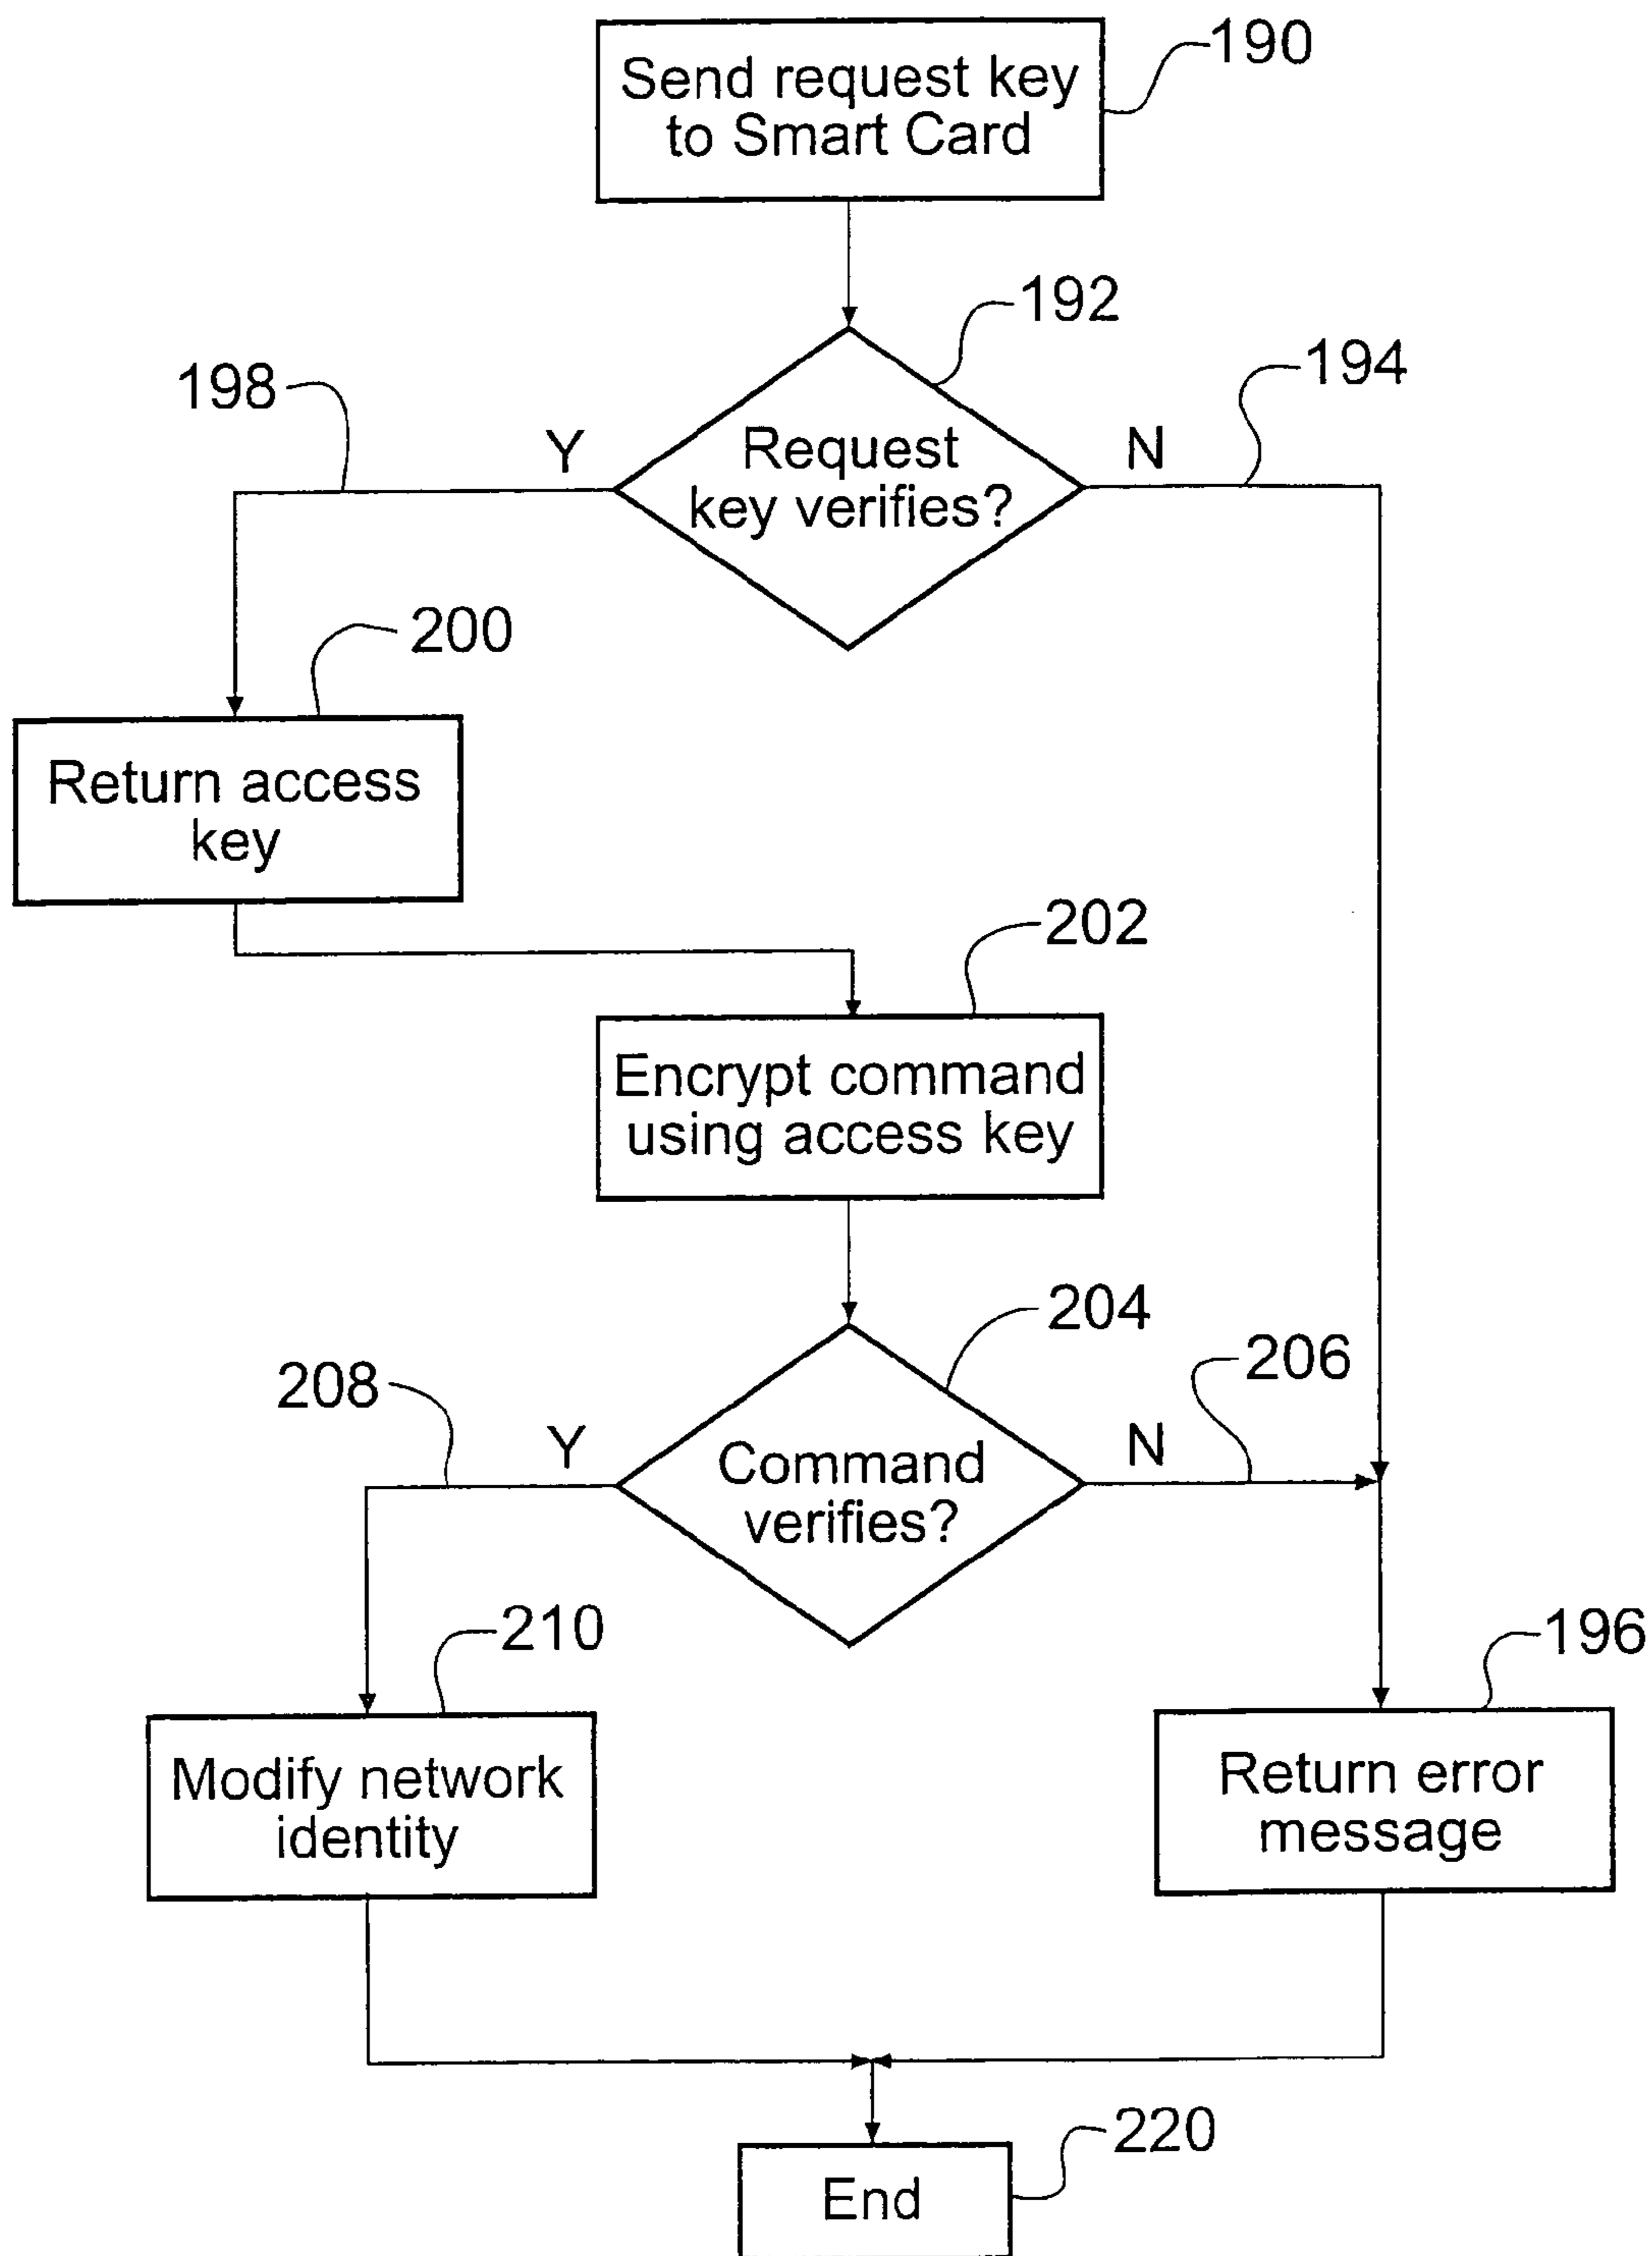 Send request key
to Smart Card
190
192
194
198
Y
N
Request
key verifies?
200
Return access
key
202
Encrypt command
using access key
204
206
208
Y
N
Command
verifies?
210
196
Modify network
identity
Return error
message
220
End